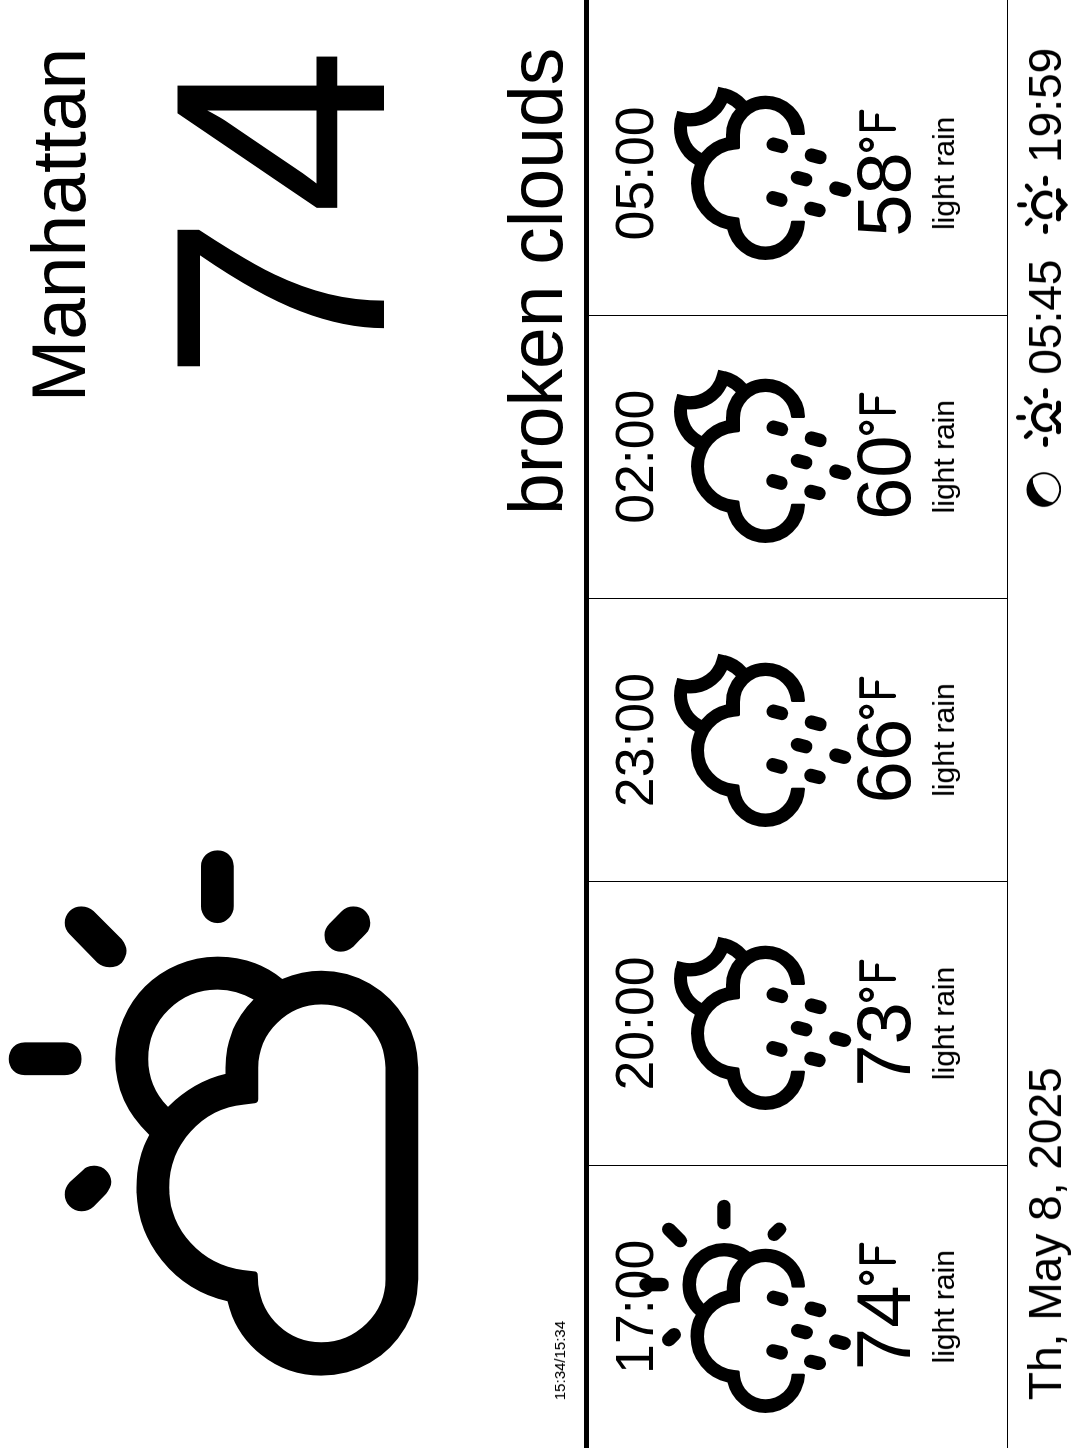 Manhattan
74
broken clouds
15:34/15:34
17:00 20:00 23:00 02:00 05:00
74°F 73°F 66°F 60°F 58°F
light rain light rain light rain light rain light rain
Th, May 8, 2025 05:45 19:59